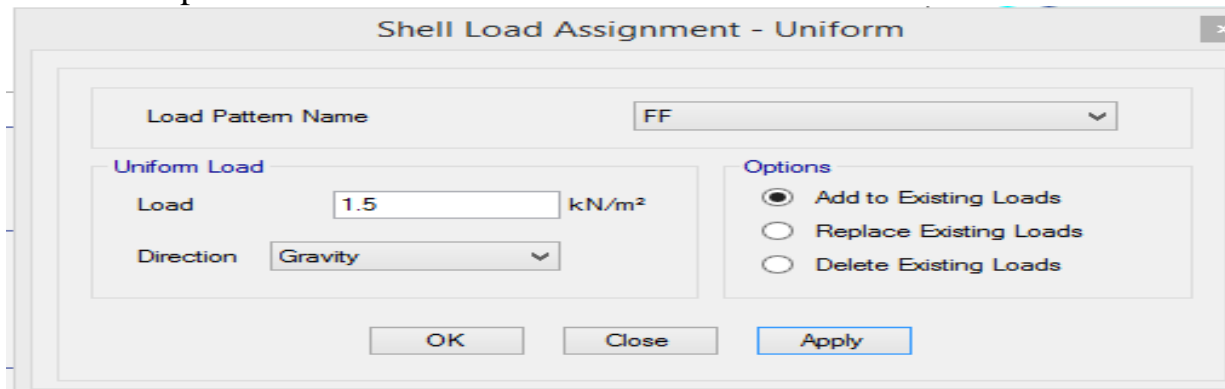 Shell Load Assignment - Uniform
Load Pattern Name
FF
Uniform Load
Load
1.5
kN/m²
Direction
Gravity
Options
Add to Existing Loads
Replace Existing Loads
Delete Existing Loads
OK
Close
Apply